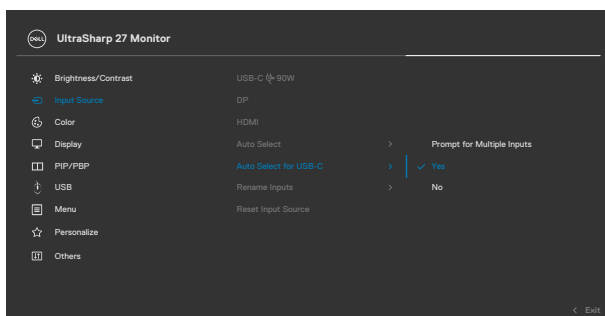 DELL
UltraSharp 27 Monitor
Brightness/Contrast
USB-C 90W
Input Source
DP
Color
HDMI
Display
Auto Select >
Prompt for Multiple Inputs
PIP/PBP
Auto Select for USB-C >
✓ Yes
USB
Rename Inputs >
No
Menu
Reset Input Source
Personalize
Others
< Exit